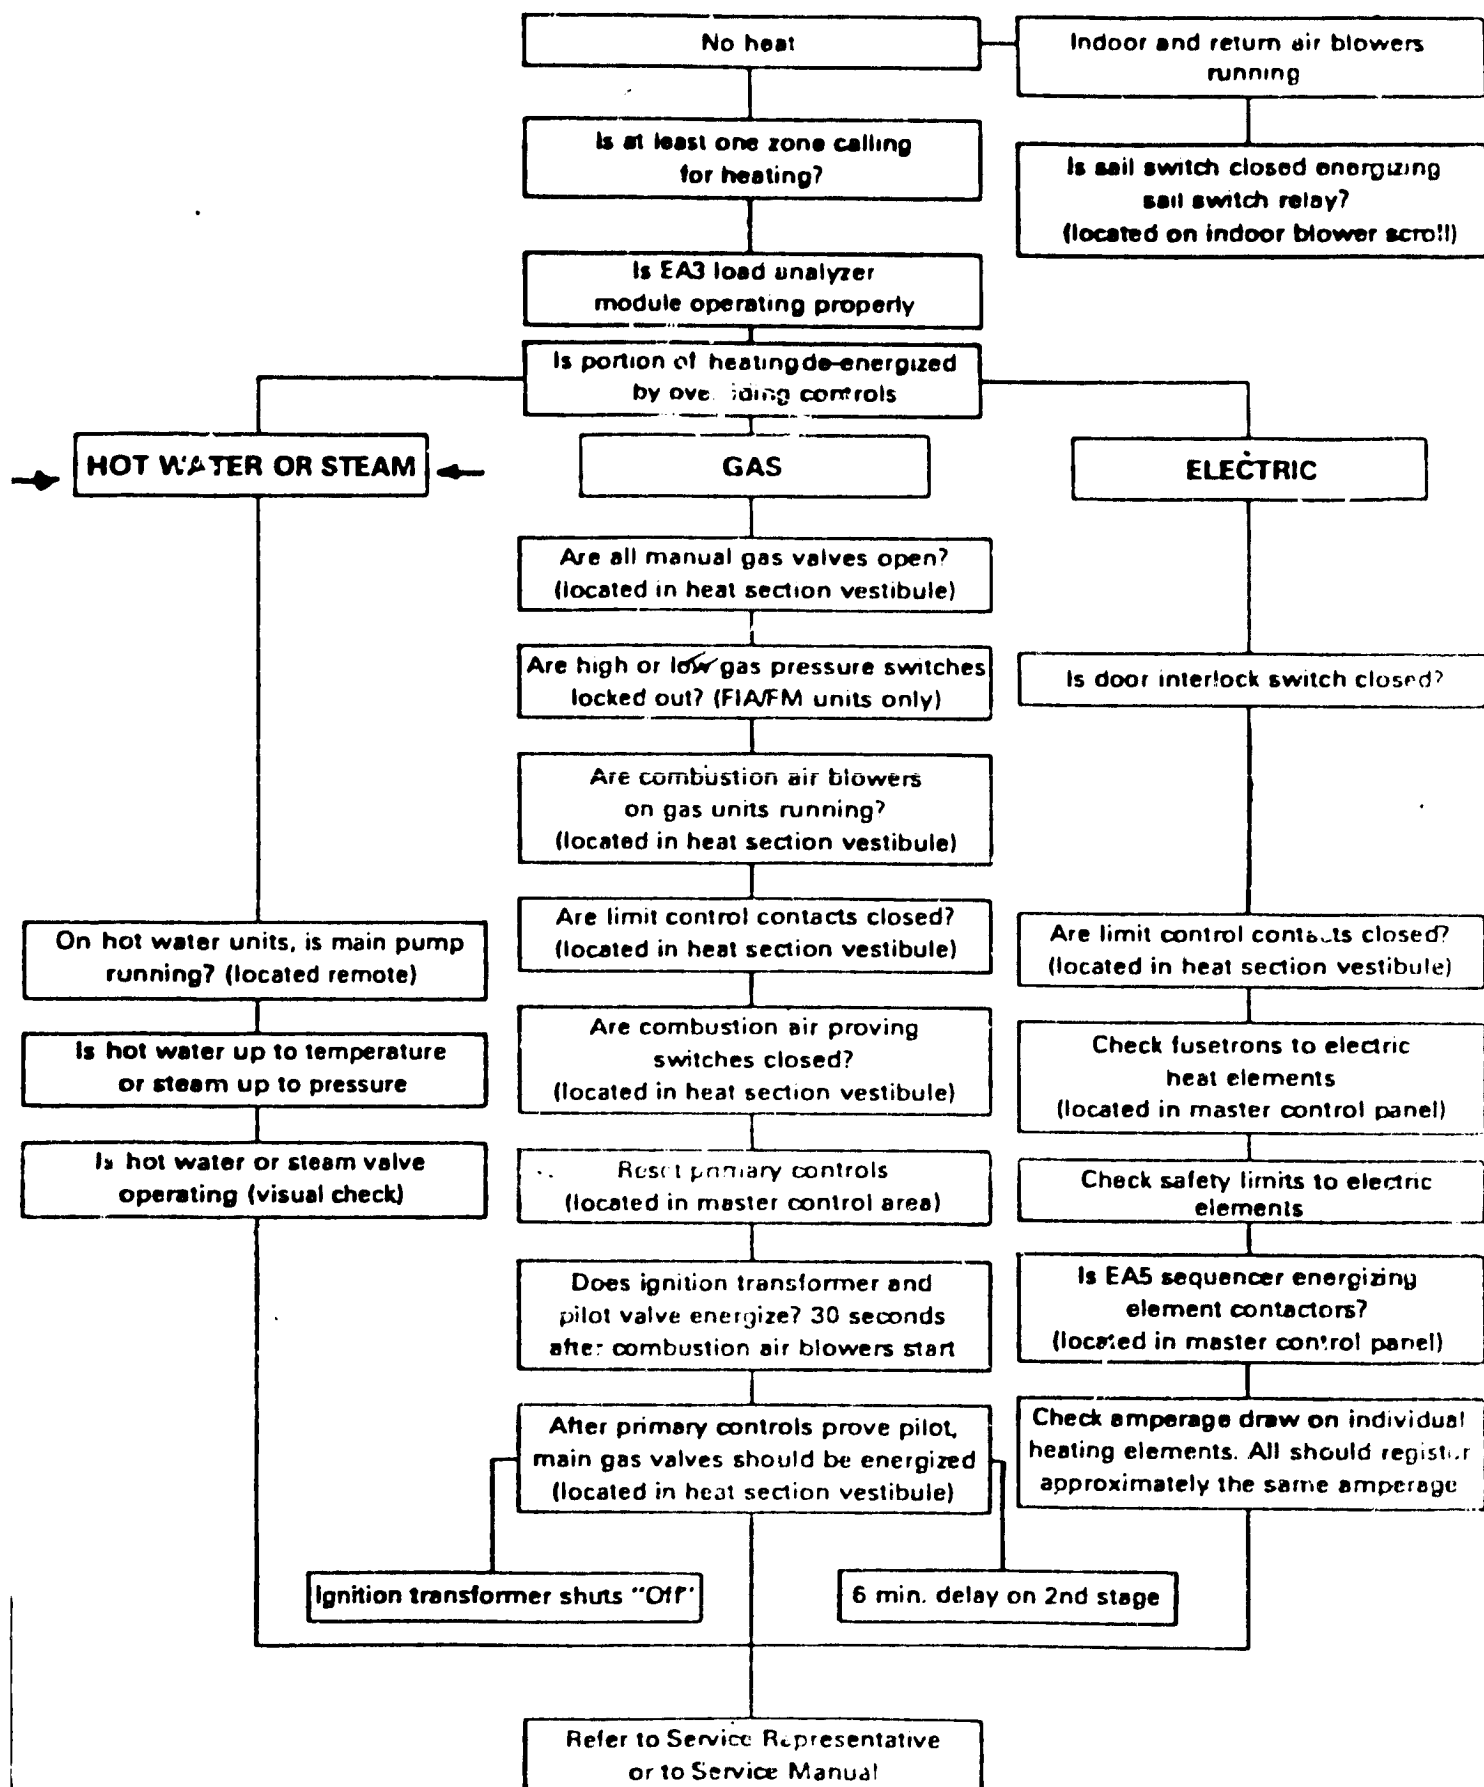 No heat
Indoor and return air blowers
running
Is at least one zone calling
for heating?
Is sail switch closed energizing
sail switch relay?
(located on indoor blower scroll)
Is EA3 load analyzer
module operating properly
Is portion of heating de-energized
by controls
HOT WATER OR STEAM
GAS
ELECTRIC
Are all manual gas valves open?
(located in heat section vestibule)
Are high or low gas pressure switches
locked out? (FIA/FM units only)
Are combustion air blowers
on gas units running?
(located in heat section vestibule)
Are limit control contacts closed?
(located in heat section vestibule)
Are combustion air proving
switches closed?
(located in heat section vestibule)
Reset primary controls
(located in master control area)
Does ignition transformer and
pilot valve energize? 30 seconds
after combustion air blowers start
After primary controls prove pilot,
main gas valves should be energized
(located in heat section vestibule)
Ignition transformer shuts "Off"
6 min. delay on 2nd stage
On hot water units, is main pump
running? (located remote)
Is hot water up to temperature
or steam up to pressure
Is hot water or steam valve
operating (visual check)
Is door interlock switch closed?
Are limit control contacts closed?
(located in heat section vestibule)
Check fusetrons to electric
heat elements
(located in master control panel)
Check safety limits to electric
elements
Is EA5 sequencer energizing
element contactors?
(located in master control panel)
Check amperage draw on individual
heating elements. All should register
approximately the same amperage
Refer to Service Representative
or to Service Manual